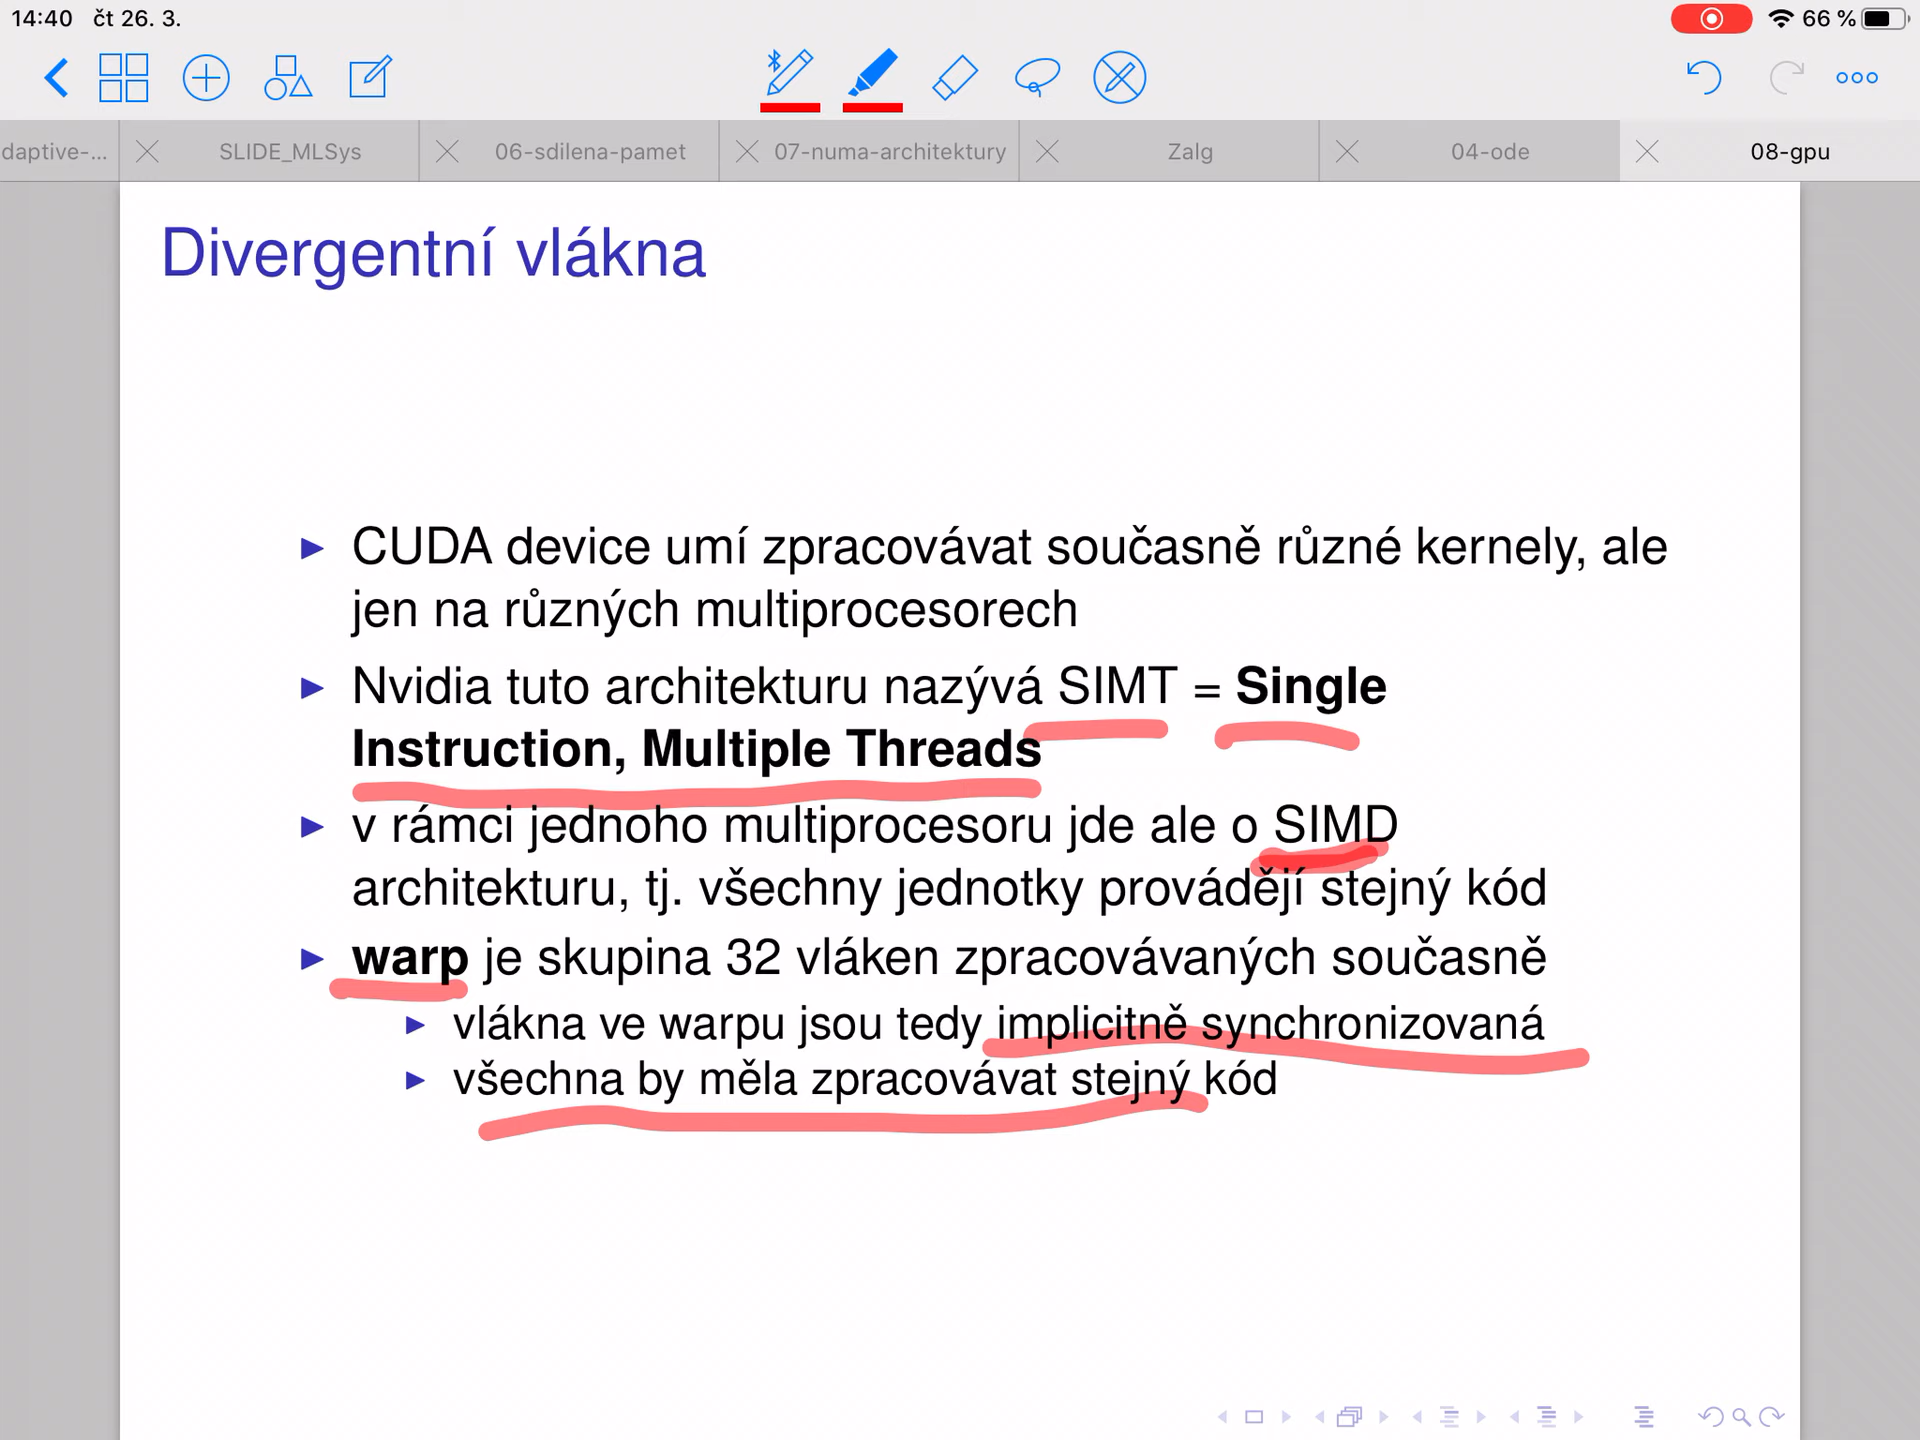 14:40 čt 26. 3.
66 %
daptive-...
SLIDE_MLSys
06-sdilena-pamet
07-numa-architektury
Zalg
04-ode
08-gpu
Divergentní vlákna
CUDA device umí zpracovávat současně různé kernely, ale
jen na různých multiprocesorech
Nvidia tuto architekturu nazývá SIMT = Single
Instruction, Multiple Threads
v rámci jednoho multiprocesoru jde ale o SIMD
architekturu, tj. všechny jednotky provádějí stejný kód
warp je skupina 32 vláken zpracovávaných současně
vlákna ve warpu jsou tedy implicitně synchronizovaná
všechna by měla zpracovávat stejný kód